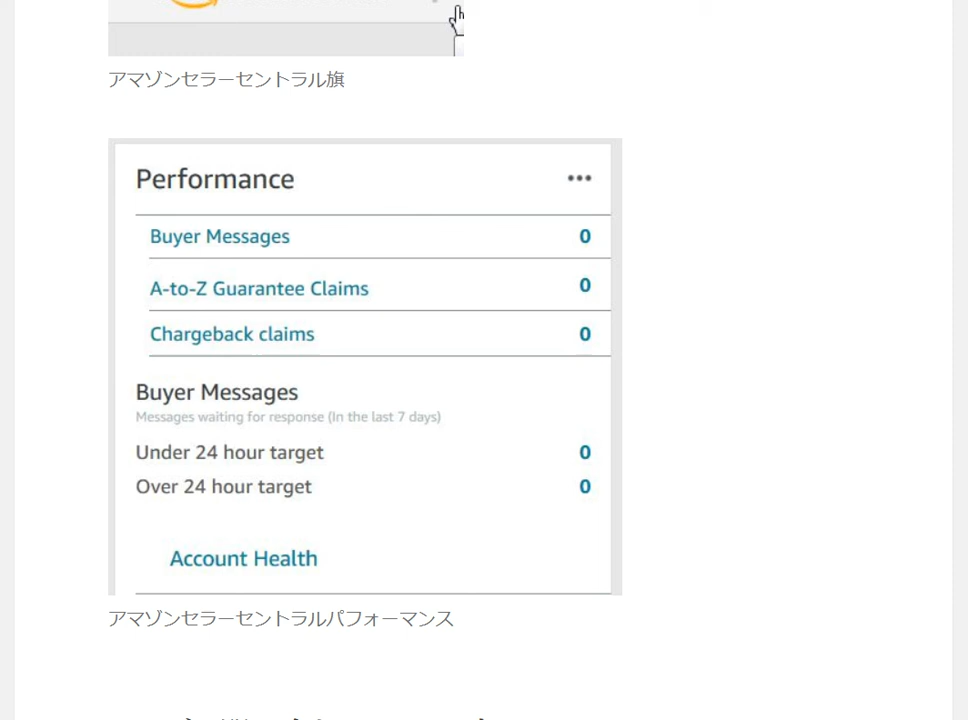 アマゾンセラーセントラル旗
Performance
Buyer Messages 0
A-to-Z Guarantee Claims 0
Chargeback claims 0
Buyer Messages
Messages waiting for response (In the last 7 days)
Under 24 hour target 0
Over 24 hour target 0
Account Health
アマゾンセラーセントラルパフォーマンス